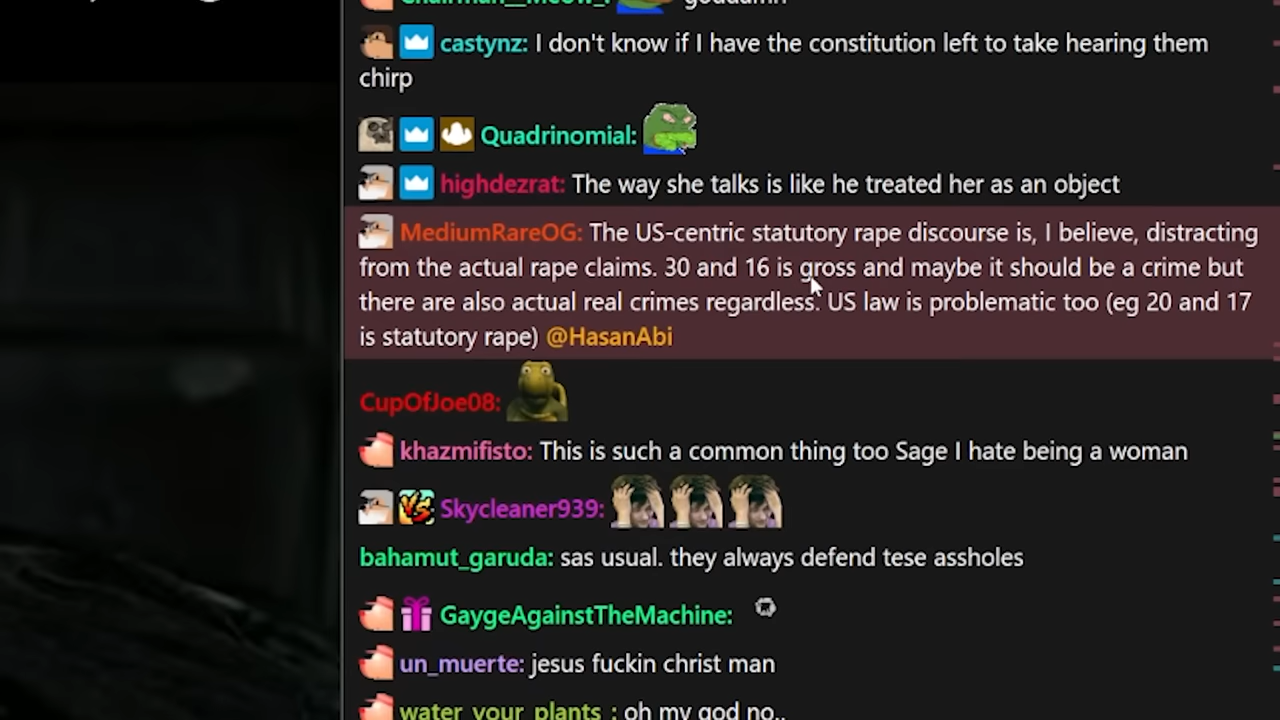 Chairman__Meow_: goddamn
castynz: I don't know if I have the constitution left to take hearing them
chirp
Quadrinomial:
highdezrat: The way she talks is like he treated her as an object
MediumRareOG: The US-centric statutory rape discourse is, I believe, distracting
from the actual rape claims. 30 and 16 is gross and maybe it should be a crime but
there are also actual real crimes regardless. US law is problematic too (eg 20 and 17
is statutory rape) @HasanAbi
CupOfJoe08:
khazmifisto: This is such a common thing too Sage I hate being a woman
VS Skycleaner939:
bahamut_garuda: sas usual. they always defend tese assholes
GaygeAgainstTheMachine:
un_muerte: jesus fuckin christ man
water_your_plants_: oh my god no..